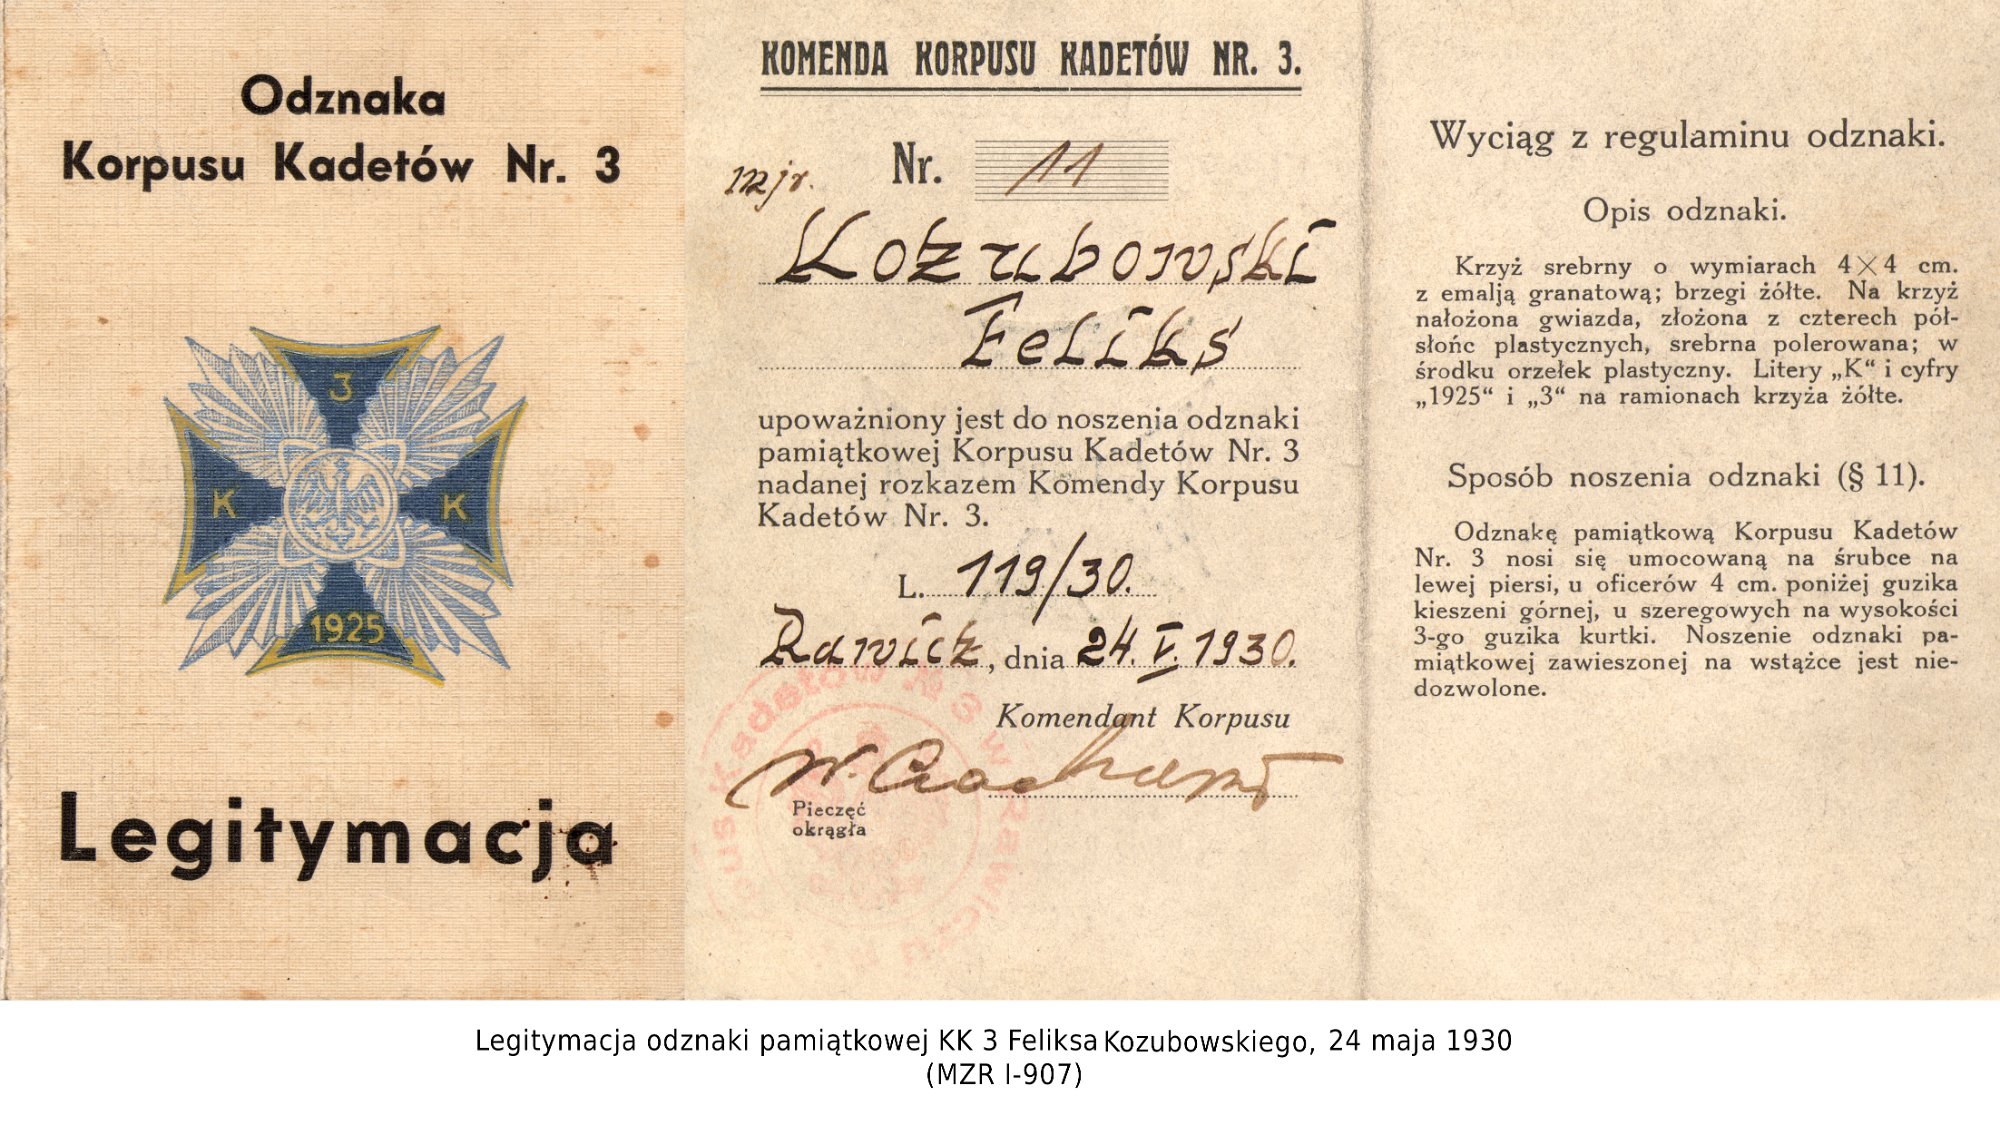 Odznaka
Korpusu Kadetów Nr. 3
3
K K
1925
Legitymacja
KOMENDA KORPUSU KADETÓW NR. 3.
Nr. 11
mjr.
Kozubowski
Feliks
upoważniony jest do noszenia odznaki
pamiątkowej Korpusu Kadetów Nr. 3
nadanej rozkazem Komendy Korpusu
Kadetów Nr. 3.
L. 119/30.
Rawicz, dnia 24.V.1930.
Komendant Korpusu
W.
Pieczęć
okrągła
Kadetów № 3 w Rawiczu
Wyciąg z regulaminu odznaki.
Opis odznaki.
Krzyż srebrny o wymiarach 4×4 cm.
z emalją granatową; brzegi żółte. Na krzyż
nałożona gwiazda, złożona z czterech pół-
słońc plastycznych, srebrna polerowana; w
środku orzełek plastyczny. Litery „K“ i cyfry
„1925“ i „3“ na ramionach krzyża żółte.
Sposób noszenia odznaki (§ 11).
Odznakę pamiątkową Korpusu Kadetów
Nr. 3 nosi się umocowaną na śrubce na
lewej piersi, u oficerów 4 cm. poniżej guzika
kieszeni górnej, u szeregowych na wysokości
3-go guzika kurtki. Noszenie odznaki pa-
miątkowej zawieszonej na wstążce jest nie-
dozwolone.
Legitymacja odznaki pamiątkowej KK 3 Feliksa Kozubowskiego, 24 maja 1930
(MZR I-907)